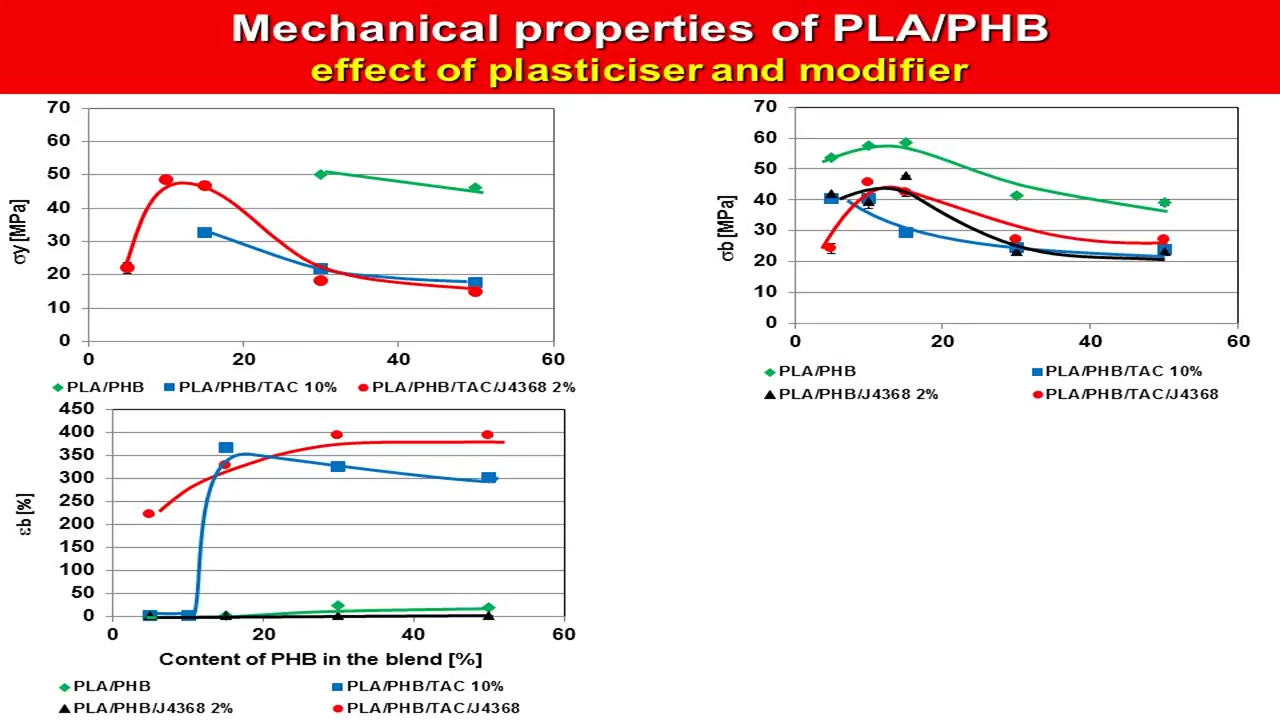 Mechanical properties of PLA/PHB
effect of plasticiser and modifier
σy [MPa]
70
60
50
40
30
20
10
0
0 20 40 60
PLA/PHB PLA/PHB/TAC 10% PLA/PHB/TAC/J4368 2%
σb [MPa]
70
60
50
40
30
20
10
0
0 20 40 60
PLA/PHB PLA/PHB/TAC 10%
PLA/PHB/J4368 2% PLA/PHB/TAC/J4368
εb [%]
450
400
350
300
250
200
150
100
50
0
0 20 40 60
Content of PHB in the blend [%]
PLA/PHB PLA/PHB/TAC 10%
PLA/PHB/J4368 2% PLA/PHB/TAC/J4368